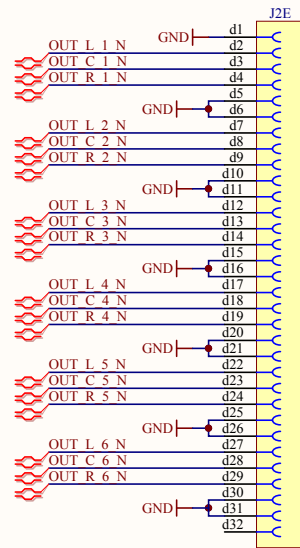 J2E
GND d1
OUT_L_1_N d2
OUT_C_1_N d3
OUT_R_1_N d4
d5
GND d6
OUT_L_2_N d7
OUT_C_2_N d8
OUT_R_2_N d9
d10
GND d11
OUT_L_3_N d12
OUT_C_3_N d13
OUT_R_3_N d14
d15
GND d16
OUT_L_4_N d17
OUT_C_4_N d18
OUT_R_4_N d19
d20
GND d21
OUT_L_5_N d22
OUT_C_5_N d23
OUT_R_5_N d24
d25
GND d26
OUT_L_6_N d27
OUT_C_6_N d28
OUT_R_6_N d29
d30
GND d31
d32